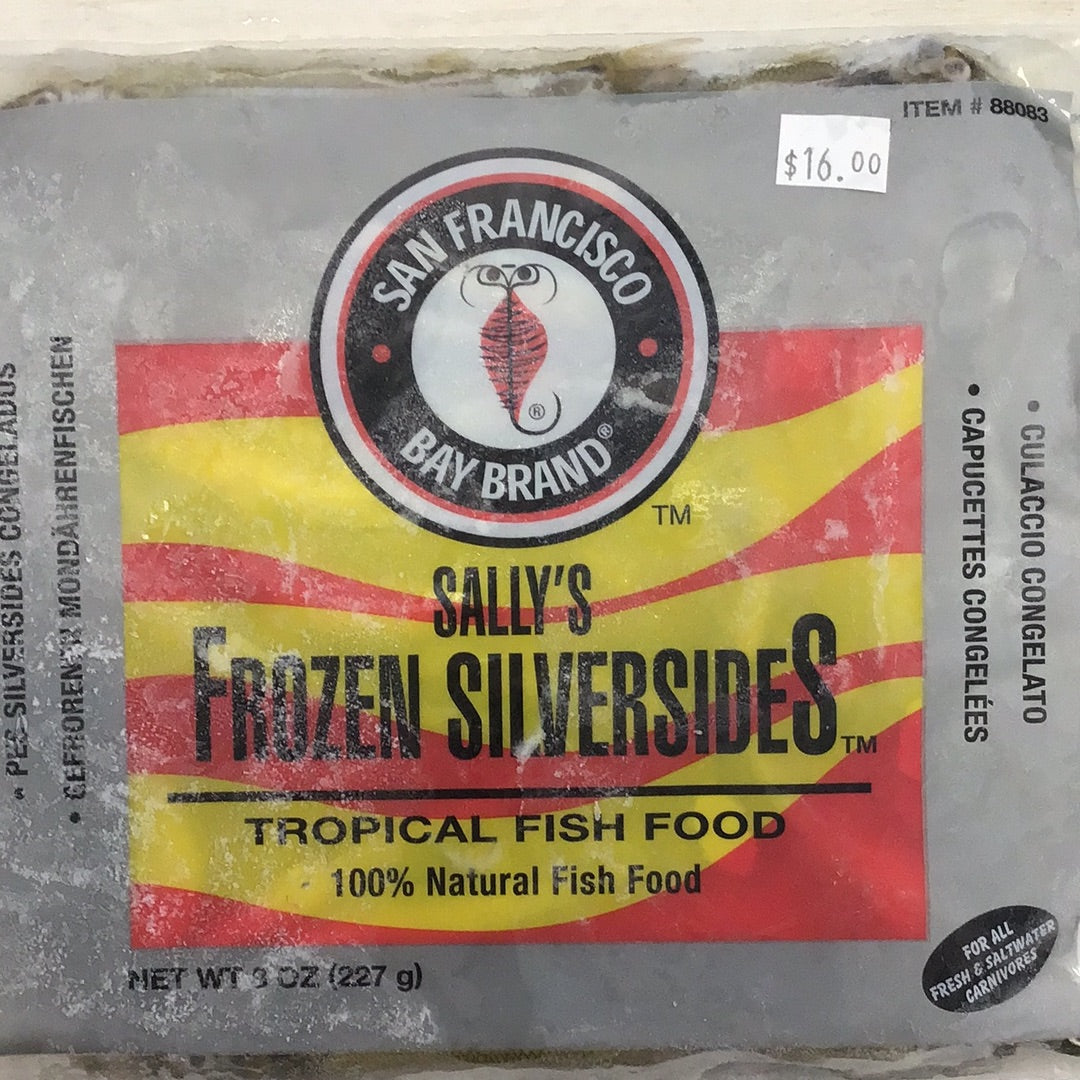 ITEM # 88083
$16.00
SAN FRANCISCO
®
BAY BRAND®
TM
SALLY'S
FROZEN SILVERSIDES TM
TROPICAL FISH FOOD
100% Natural Fish Food
NET WT 8 OZ (227 g)
FOR ALL
FRESH & SALTWATER
CARNIVORES
• SILVERSIDES CONGELADOS
• MONDÄHRENFISCHEN
• CULACCIO CONGELATO
• CAPUCETTES CONGELÉES